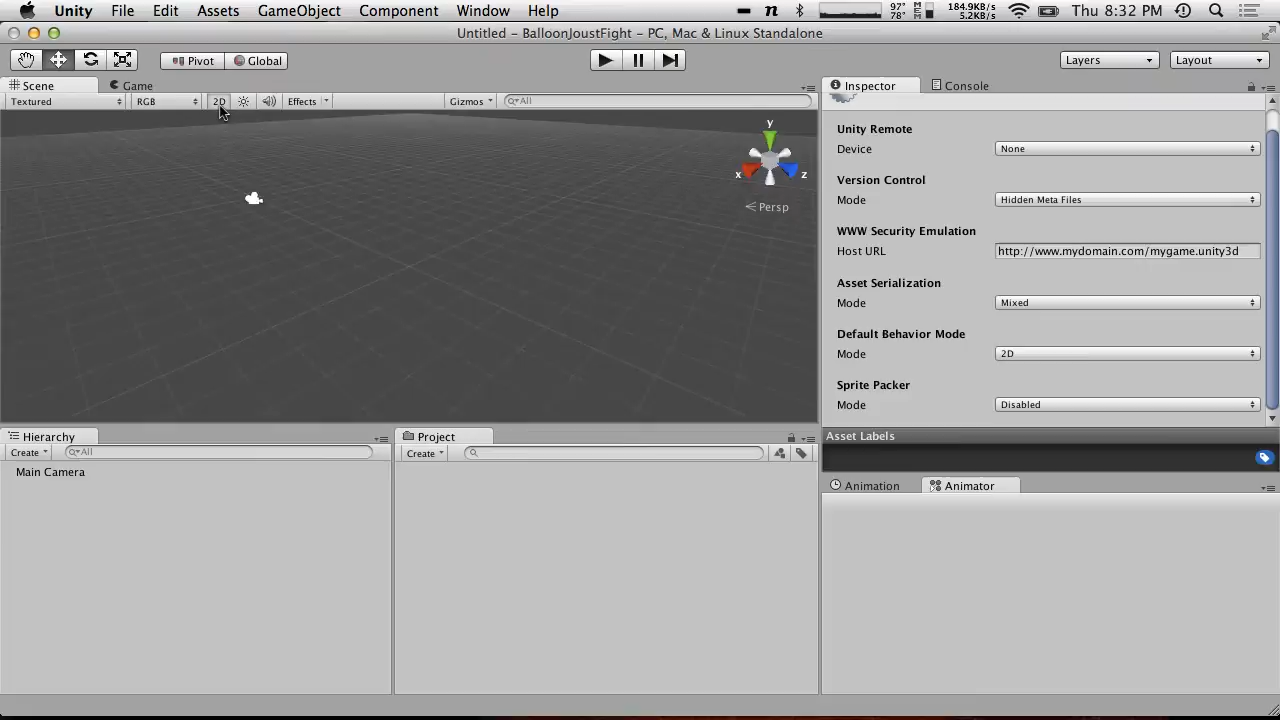 Unity File Edit Assets GameObject Component Window Help 97° 78° MEM 184.9KB/s 5.2KB/s Thu 8:32 PM
Untitled – BalloonJoustFight – PC, Mac & Linux Standalone
Pivot Global Layers Layout
Scene Game Inspector Console
Textured RGB 2D Effects Gizmos All
y
x z
Persp
Unity Remote
Device None
Version Control
Mode Hidden Meta Files
WWW Security Emulation
Host URL http://www.mydomain.com/mygame.unity3d
Asset Serialization
Mode Mixed
Default Behavior Mode
Mode 2D
Sprite Packer
Mode Disabled
Hierarchy Project Asset Labels
Create All Create
Main Camera
Animation Animator